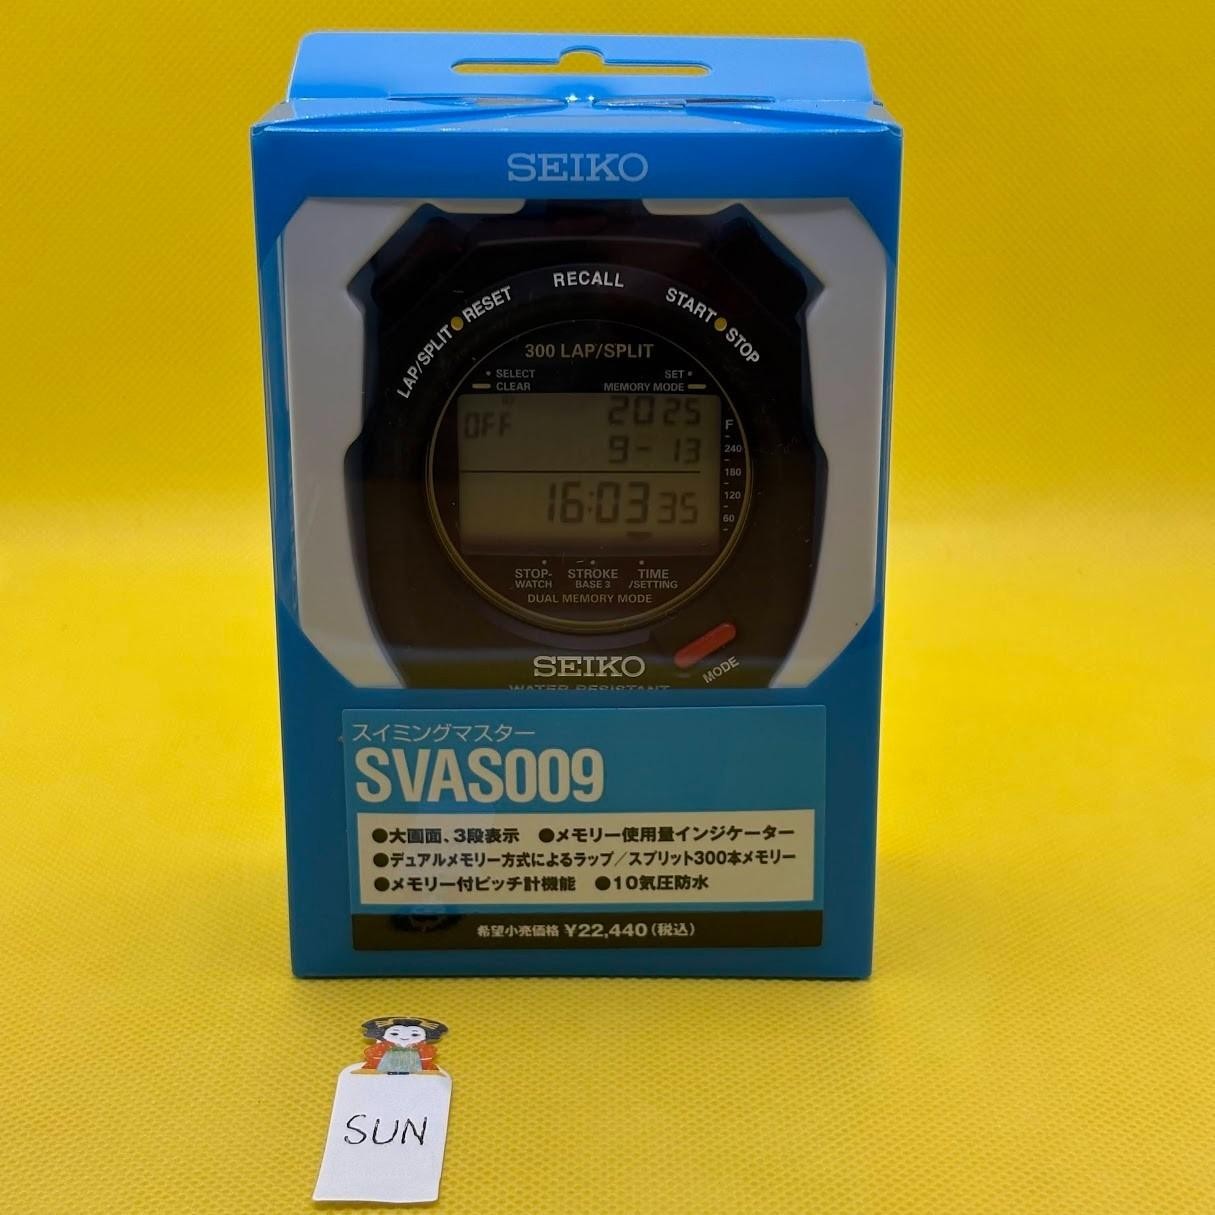 SEIKO
RECALL
LAP/SPLIT RESET
START STOP
300 LAP/SPLIT
SELECT SET
CLEAR MEMORY MODE
OFF 2025
9-13
16:03 35
F
240
180
120
60
STOP-WATCH
STROKE BASE 3
TIME /SETTING
DUAL MEMORY MODE
SEIKO
MODE
WATER RESISTANT
スイミングマスター
SVAS009
●大画面、3段表示 ●メモリー使用量インジケーター
●デュアルメモリー方式によるラップ/スプリット300本メモリー
●メモリー付ピッチ計機能 ●10気圧防水
希望小売価格 ¥22,440(税込)
SUN